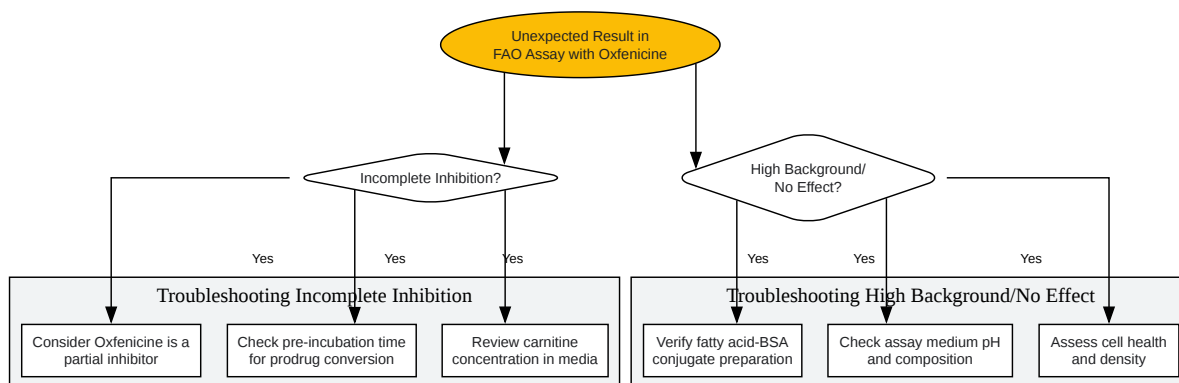 Unexpected Result in
FAO Assay with Oxfenicine
Incomplete Inhibition?
High Background/
No Effect?
Yes
Yes
Yes
Yes
Yes
Yes
Troubleshooting Incomplete Inhibition
Troubleshooting High Background/No Effect
Consider Oxfenicine is a
partial inhibitor
Check pre-incubation time
for prodrug conversion
Review carnitine
concentration in media
Verify fatty acid-BSA
conjugate preparation
Check assay medium pH
and composition
Assess cell health
and density